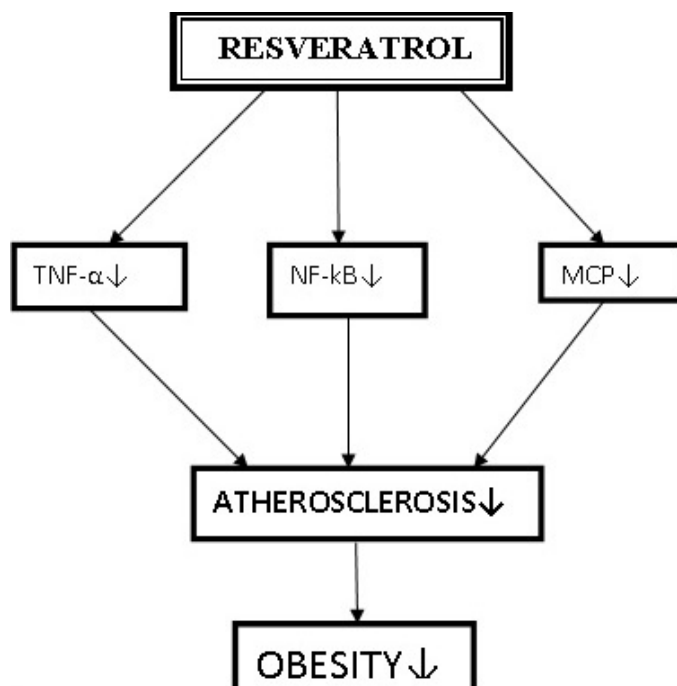 RESVERATROL
TNF-α↓
NF-kB↓
MCP↓
ATHEROSCLEROSIS↓
OBESITY↓